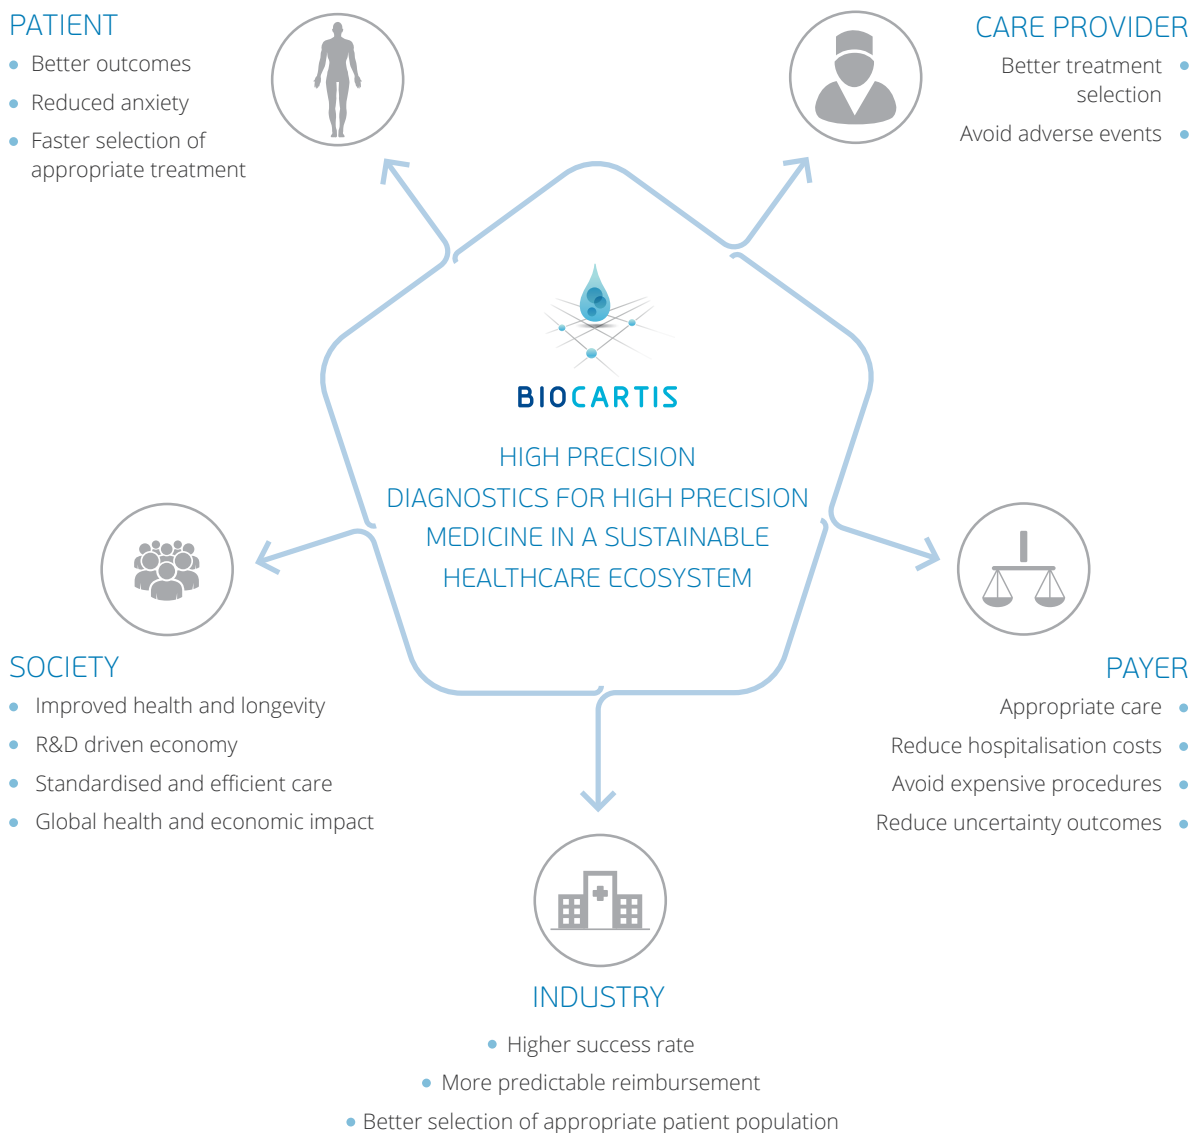 PATIENT
Better outcomes
Reduced anxiety
Faster selection of
appropriate treatment
CARE PROVIDER
Better treatment
selection
Avoid adverse events
BIOCARTIS
HIGH PRECISION
DIAGNOSTICS FOR HIGH PRECISION
MEDICINE IN A SUSTAINABLE
HEALTHCARE ECOSYSTEM
SOCIETY
Improved health and longevity
R&D driven economy
Standardised and efficient care
Global health and economic impact
PAYER
Appropriate care
Reduce hospitalisation costs
Avoid expensive procedures
Reduce uncertainty outcomes
INDUSTRY
Higher success rate
More predictable reimbursement
Better selection of appropriate patient population